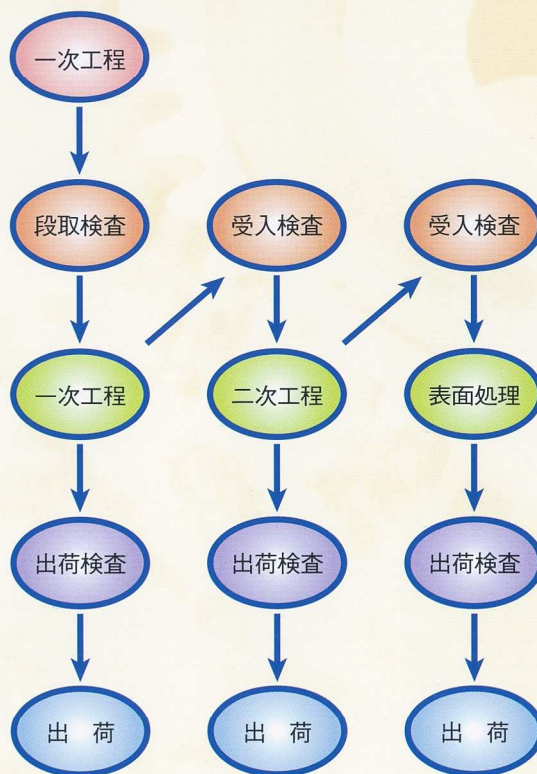 一次工程
段取検査
受入検査
受入検査
一次工程
二次工程
表面処理
出荷検査
出荷検査
出荷検査
出　荷
出　荷
出　荷